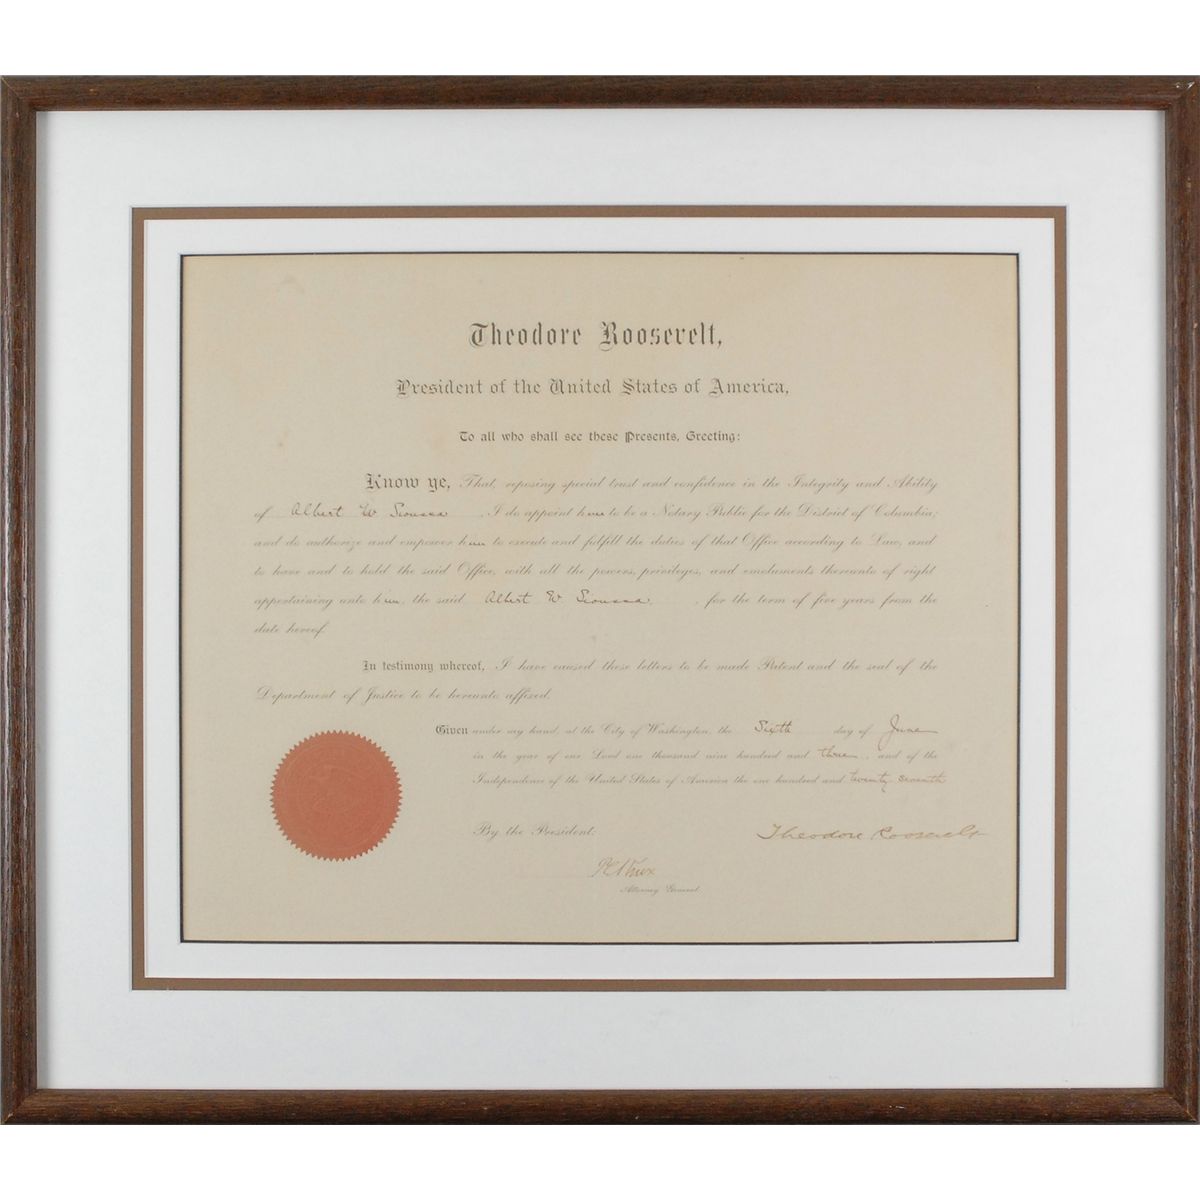 Theodore Roosevelt,
President of the United States of America,
To all who shall see these Presents, Greeting:
Know ye, That, reposing special trust and confidence in the Integrity and Ability
of Albert W Sioussa , I do appoint him to be a Notary Public for the District of Columbia;
and do authorize and empower him to execute and fulfill the duties of that Office according to Law, and
to have and to hold the said Office, with all the powers, privileges, and emoluments thereunto of right
appertaining unto him, the said Albert W Sioussa, , for the term of five years from the
date hereof.
In testimony whereof, I have caused these letters to be made Patent and the seal of the
Department of Justice to be hereunto affixed.
Given under my hand, at the City of Washington, the Sixth day of June
in the year of our Lord one thousand nine hundred and three, and of the
Independence of the United States of America the one hundred and twenty seventh
By the President:
Theodore Roosevelt
P C Knox
Attorney General